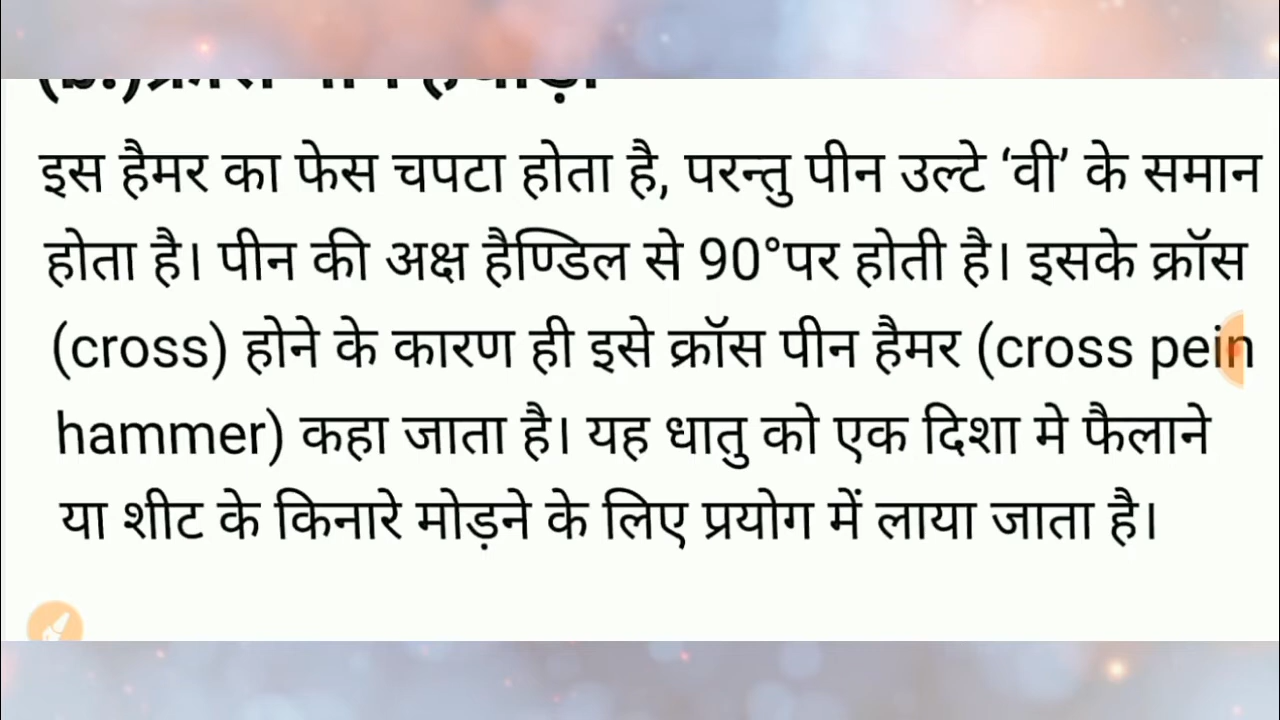 इस हैमर का फेस चपटा होता है, परन्तु पीन उल्टे ‘वी’ के समान
होता है। पीन की अक्ष हैण्डिल से 90°पर होती है। इसके क्रॉस
(cross) होने के कारण ही इसे क्रॉस पीन हैमर (cross pein
hammer) कहा जाता है। यह धातु को एक दिशा मे फैलाने
या शीट के किनारे मोड़ने के लिए प्रयोग में लाया जाता है।